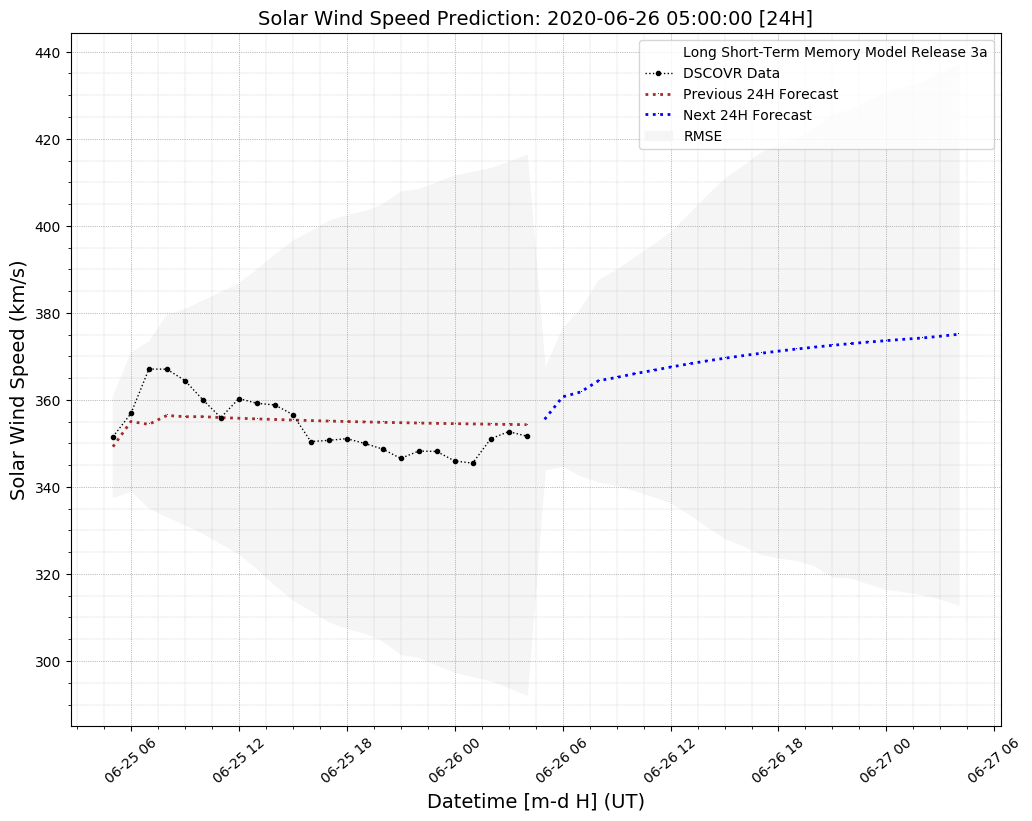 Solar Wind Speed Prediction: 2020-06-26 05:00:00 [24H]
Long Short-Term Memory Model Release 3a
DSCOVR Data
Previous 24H Forecast
Next 24H Forecast
RMSE
Solar Wind Speed (km/s)
440
420
400
380
360
340
320
300
06-25 06
06-25 12
06-25 18
06-26 00
06-26 06
06-26 12
06-26 18
06-27 00
06-27 06
Datetime [m-d H] (UT)